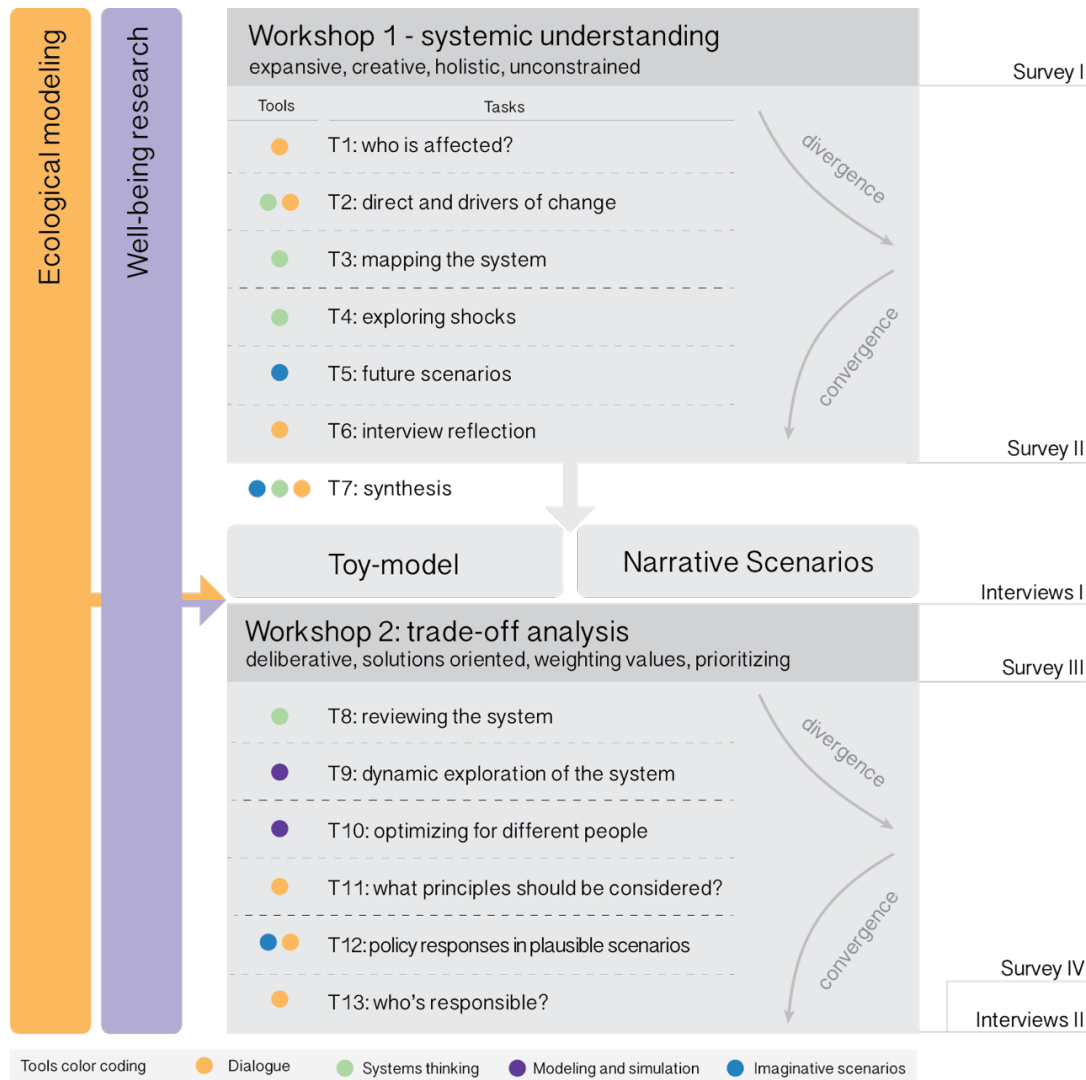 Ecological modeling
Well-being research
Workshop 1 - systemic understanding
expansive, creative, holistic, unconstrained
Survey I
Tools
Tasks
T1: who is affected?
T2: direct and drivers of change
T3: mapping the system
T4: exploring shocks
T5: future scenarios
T6: interview reflection
divergence
convergence
Survey II
T7: synthesis
Toy-model
Narrative Scenarios
Interviews I
Workshop 2: trade-off analysis
deliberative, solutions oriented, weighting values, prioritizing
Survey III
T8: reviewing the system
T9: dynamic exploration of the system
T10: optimizing for different people
T11: what principles should be considered?
T12: policy responses in plausible scenarios
T13: who's responsible?
divergence
convergence
Survey IV
Interviews II
Tools color coding
Dialogue
Systems thinking
Modeling and simulation
Imaginative scenarios